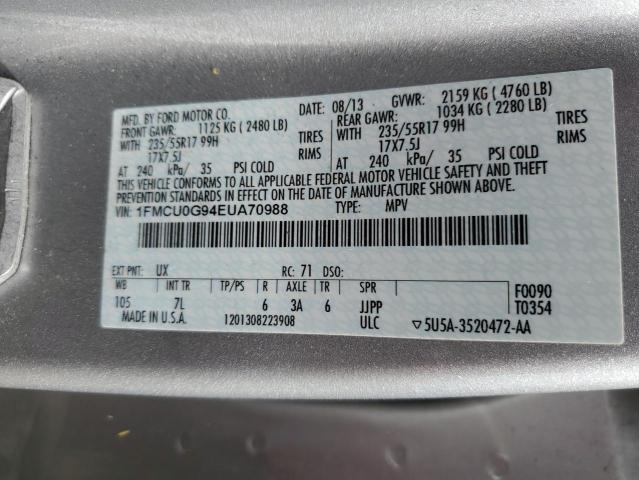 MFD. BY FORD MOTOR CO. DATE: 08/13 GVWR: 2159 KG ( 4760 LB)
FRONT GAWR: 1125 KG ( 2480 LB) REAR GAWR: 1034 KG ( 2280 LB)
WITH 235/55R17 99H TIRES WITH 235/55R17 99H TIRES
17X7.5J RIMS 17X7.5J RIMS
AT 240 kPa/ 35 PSI COLD AT 240 kPa/ 35 PSI COLD
THIS VEHICLE CONFORMS TO ALL APPLICABLE FEDERAL MOTOR VEHICLE SAFETY AND THEFT
PREVENTION STANDARDS IN EFFECT ON THE DATE OF MANUFACTURE SHOWN ABOVE.
VIN: 1FMCU0G94EUA70988 TYPE: MPV
EXT PNT: UX RC: 71 DSO:
WB INT TR TP/PS R AXLE TR SPR F0090
105 7L 6 3A 6 JJPP T0354
MADE IN U.S.A. 1201308223908 ULC ▽5U5A-3520472-AA